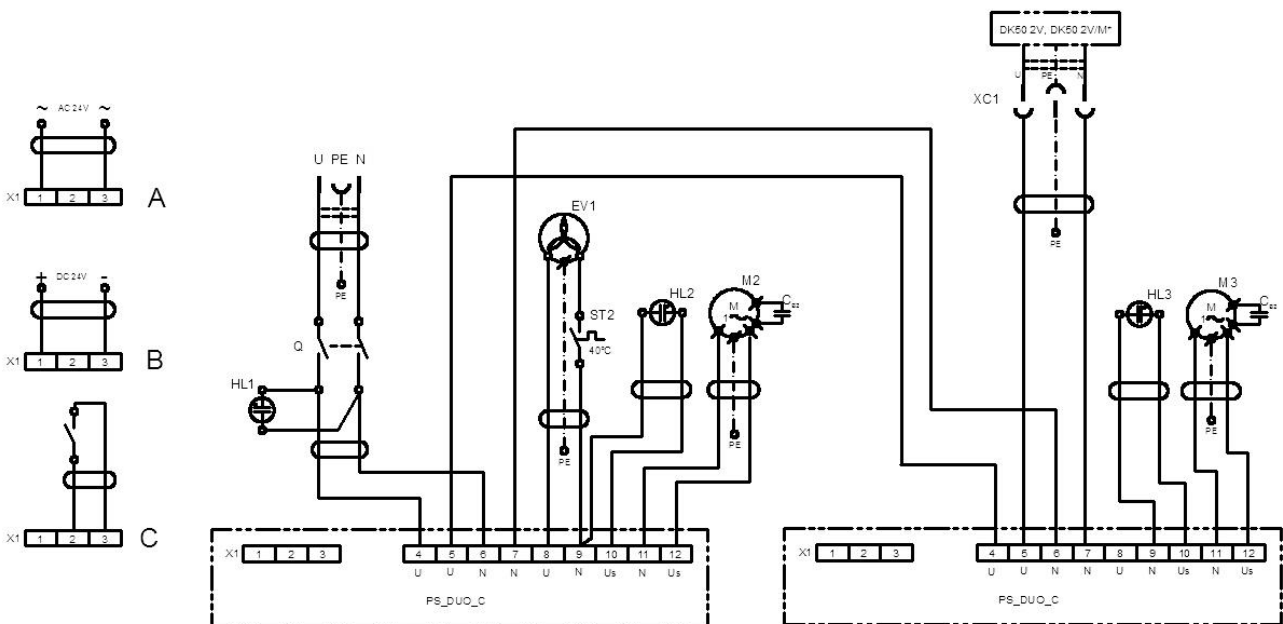 DK50 2V, DK50 2V/M*
U PE N
XC1
~ AC 24V ~
X1 1 2 3 A
U PE N
PE
EV1
PE
+ DC 24V -
X1 1 2 3 B
Q
ST2
40°C
HL2
M2
M
1~
HL3
M3
M
1~
HL1
PE
PE
PE
X1 1 2 3 C
X1 1 2 3 4 5 6 7 8 9 10 11 12
U U N N U N Us N Us
PS_DUO_C
X1 1 2 3 4 5 6 7 8 9 10 11 12
U U N N U N Us N Us
PS_DUO_C